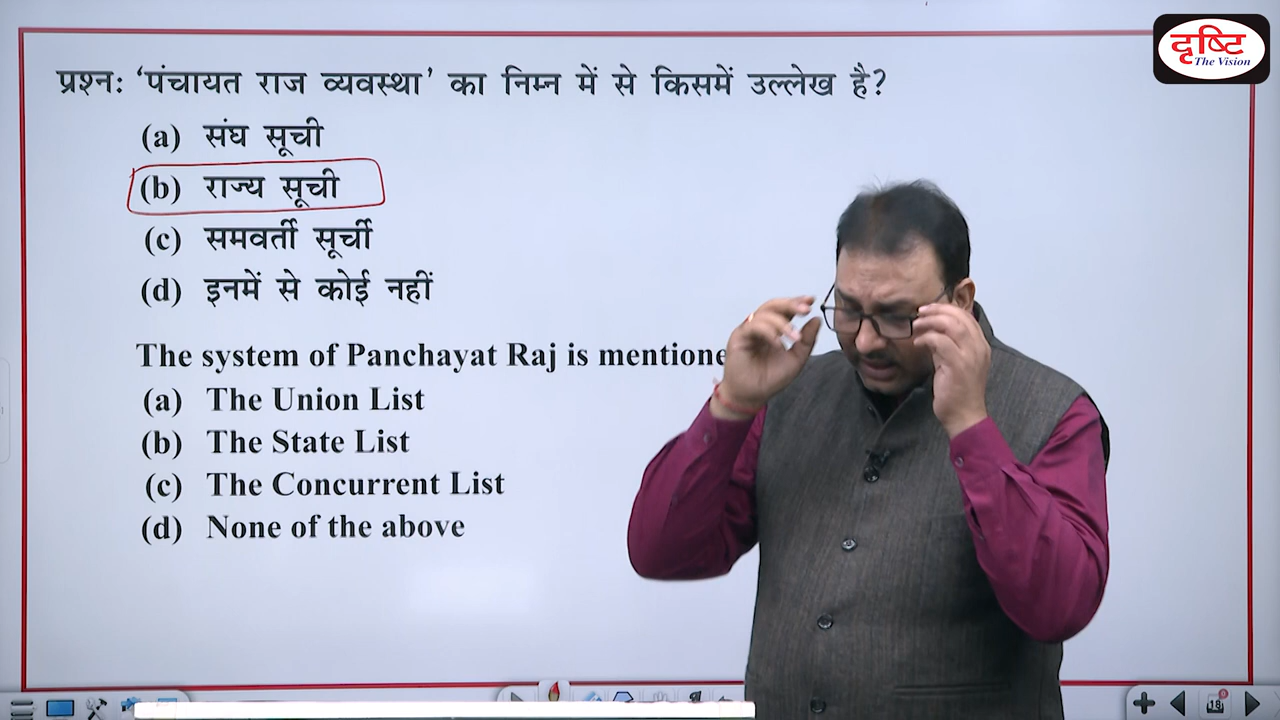 दृष्टि
The Vision
प्रश्न: ‘पंचायत राज व्यवस्था’ का निम्न में से किसमें उल्लेख है?
(a) संघ सूची
(b) राज्य सूची
(c) समवर्ती सूर्ची
(d) इनमें से कोई नहीं
The system of Panchayat Raj is mentione
(a) The Union List
(b) The State List
(c) The Concurrent List
(d) None of the above
18